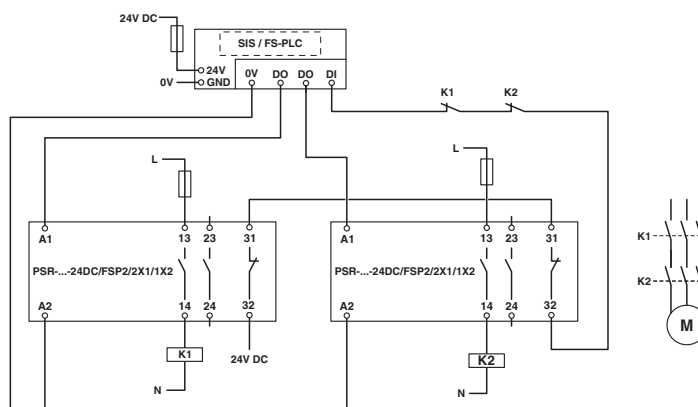 24V DC
SIS / FS-PLC
24V
0V
GND
0V DO DO DI
K1 K2
L
L
A1 13 23 31
A1 13 23 31
PSR-...-24DC/FSP2/2X1/1X2
PSR-...-24DC/FSP2/2X1/1X2
A2 14 24 32
A2 14 24 32
K1
24V DC
K2
N
N
K1
K2
M